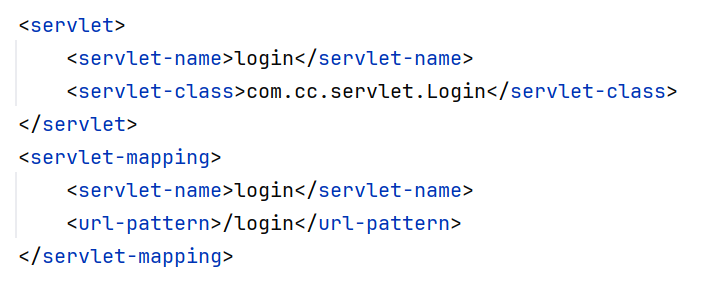 <servlet>
    <servlet-name>login</servlet-name>
    <servlet-class>com.cc.servlet.Login</servlet-class>
</servlet>
<servlet-mapping>
    <servlet-name>login</servlet-name>
    <url-pattern>/login</url-pattern>
</servlet-mapping>